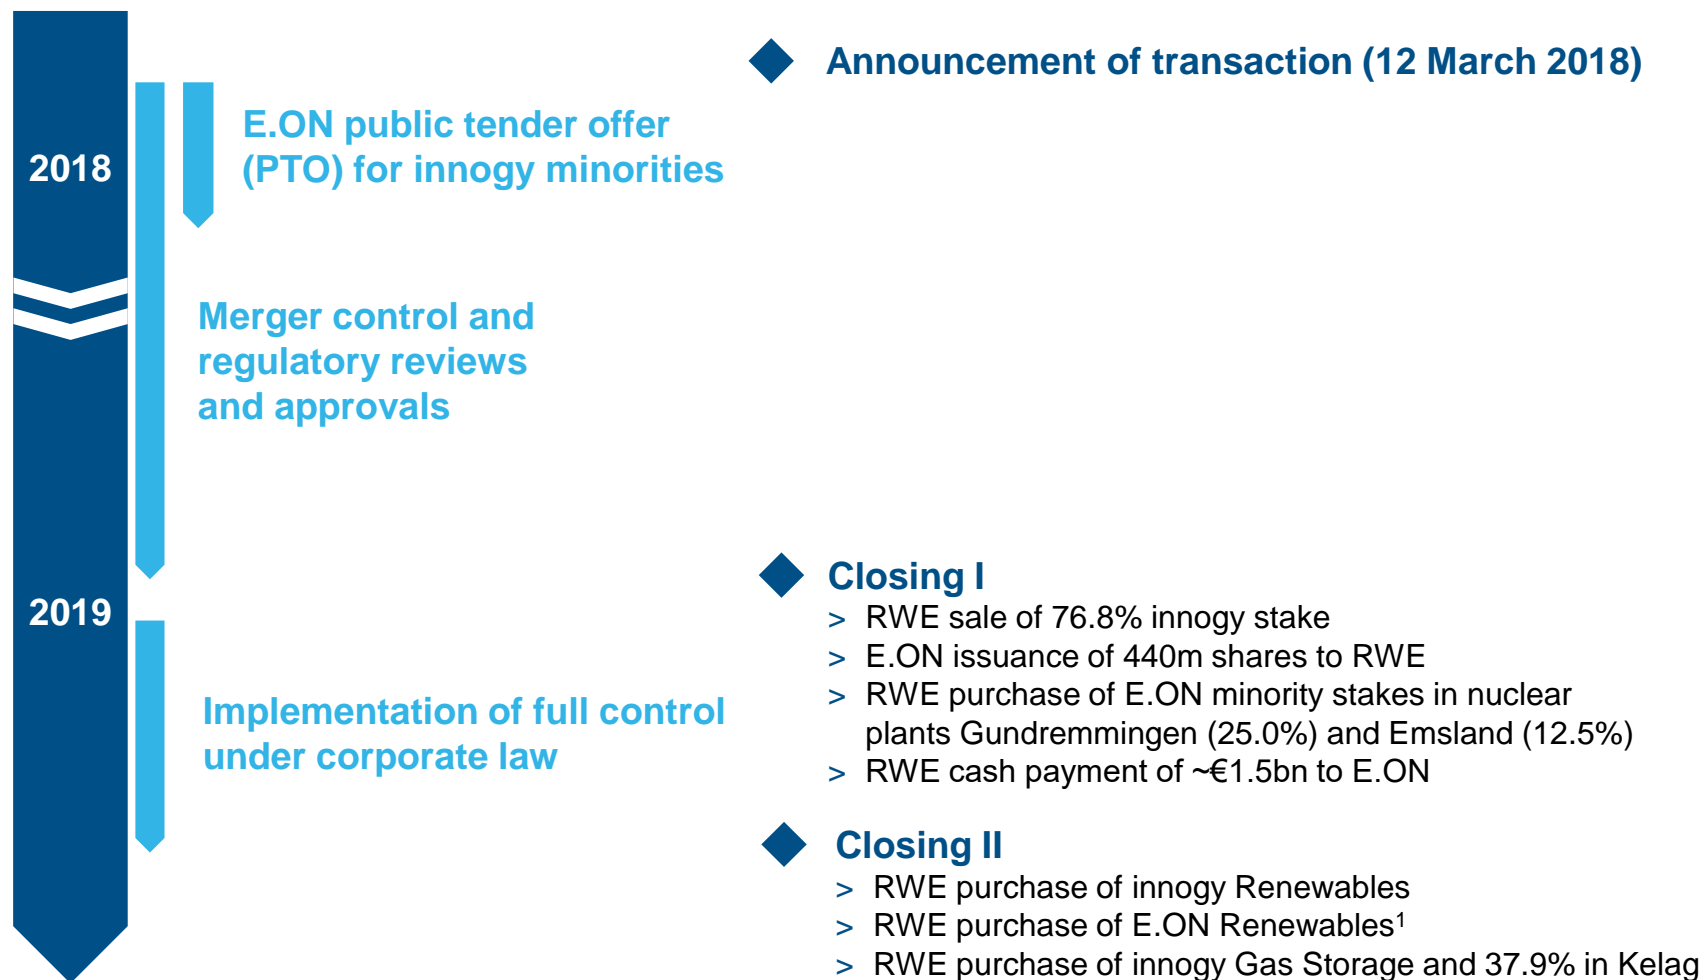 Announcement of transaction (12 March 2018)
E.ON public tender offer
(PTO) for innogy minorities
2018
Merger control and
regulatory reviews
and approvals
Closing I
> RWE sale of 76.8% innogy stake
> E.ON issuance of 440m shares to RWE
> RWE purchase of E.ON minority stakes in nuclear
plants Gundremmingen (25.0%) and Emsland (12.5%)
> RWE cash payment of ~€1.5bn to E.ON
2019
Implementation of full control
under corporate law
Closing II
> RWE purchase of innogy Renewables
> RWE purchase of E.ON Renewables¹
> RWE purchase of innogy Gas Storage and 37.9% in Kelag